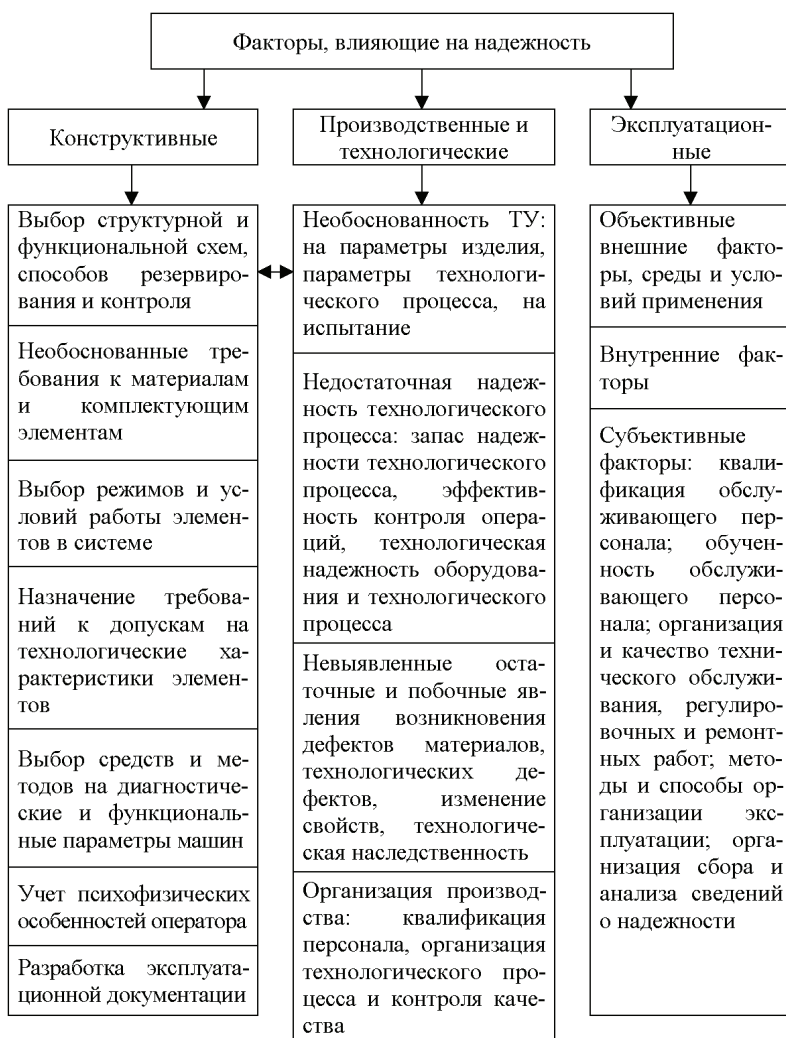 Факторы, влияющие на надежность
Конструктивные
Производственные и
технологические
Эксплуатацион-
ные
Выбор структурной и
функциональной схем,
способов резервиро-
вания и контроля
Необоснованные тре-
бования к материалам
и комплектующим
элементам
Выбор режимов и ус-
ловий работы элемен-
тов в системе
Назначение требова-
ний к допускам на
технологические ха-
рактеристики элемен-
тов
Выбор средств и ме-
тодов на диагностиче-
ские и функциональ-
ные параметры машин
Учет психофизических
особенностей оператора
Разработка эксплуата-
ционной документации
Необоснованность ТУ:
на параметры изделия,
параметры технологи-
ческого процесса, на
испытание
Недостаточная надеж-
ность технологического
процесса: запас надеж-
ности технологического
процесса, эффектив-
ность контроля опера-
ций, технологическая
надежность оборудова-
ния и технологического
процесса
Невыявленные оста-
точные и побочные яв-
ления возникновения
дефектов материалов,
технологических де-
фектов, изменение
свойств, технологиче-
ская наследственность
Организация производ-
ства: квалификация
персонала, организация
технологического про-
цесса и контроля каче-
ства
Объективные
внешние факто-
ры, среды и усло-
вий применения
Внутренние фак-
торы
Субъективные
факторы: квали-
фикация обслу-
живающего пер-
сонала; обучен-
ность обслужи-
вающего персо-
нала; организация
и качество техни-
ческого обслужи-
вания, регулиро-
вочных и ремонт-
ных работ; мето-
ды и способы ор-
ганизации экс-
плуатации; орга-
низация сбора и
анализа сведений
о надежности